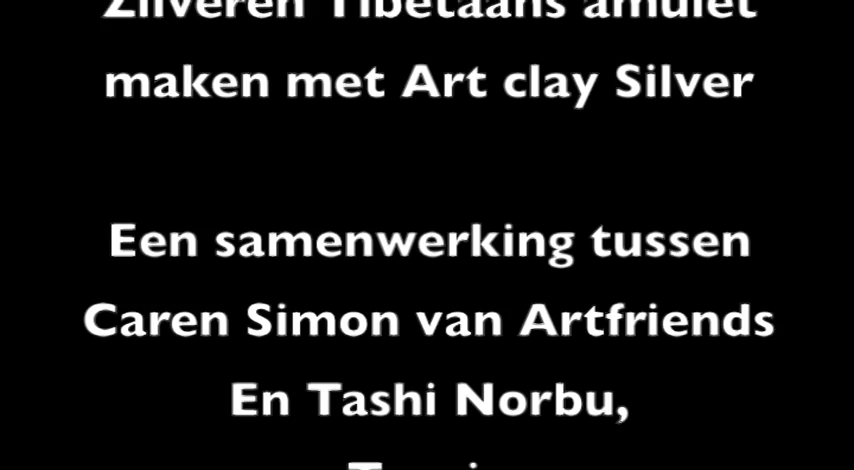 Zilveren Tibetaans amulet
maken met Art clay Silver
Een samenwerking tussen
Caren Simon van Artfriends
En Tashi Norbu,